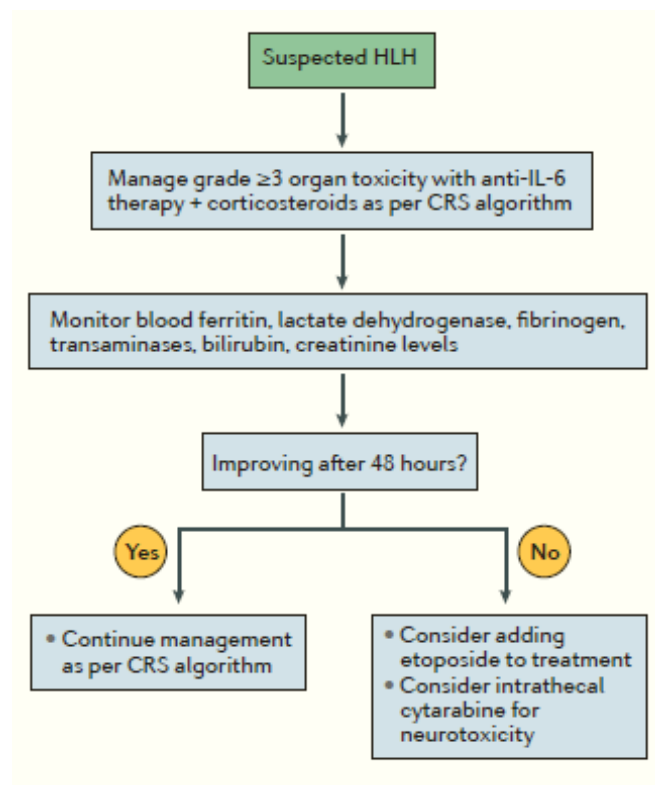 Suspected HLH
Manage grade ≥3 organ toxicity with anti-IL-6
therapy + corticosteroids as per CRS algorithm
Monitor blood ferritin, lactate dehydrogenase, fibrinogen,
transaminases, bilirubin, creatinine levels
Improving after 48 hours?
Yes
No
• Continue management
as per CRS algorithm
• Consider adding
etoposide to treatment
• Consider intrathecal
cytarabine for
neurotoxicity